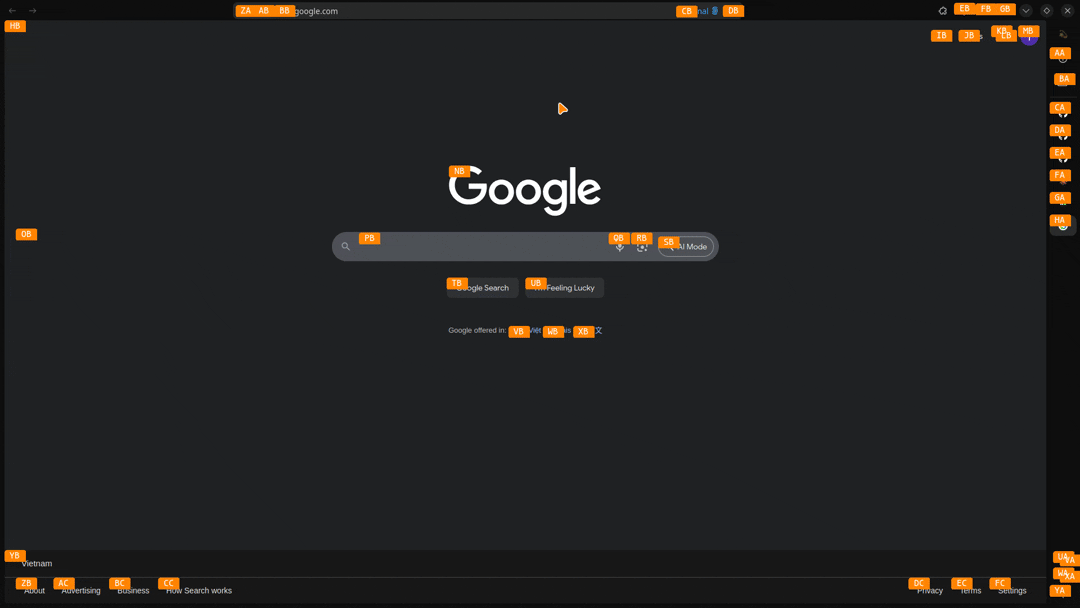 ZA AB BB google.com CB nal DB EB FB GB
HB IB JB s KB LB MB
AA
BA
CA
DA
EA
FA
GA
HA
NB Google
OB PB QB RB SB AI Mode
TB Google Search UB I'm Feeling Lucky
Google offered in: VB Việt WB ais XB 文
YB Vietnam
UA VA
WA XA
YA
ZB About AC Advertising BC Business CC How Search works DC Privacy EC Terms FC Settings